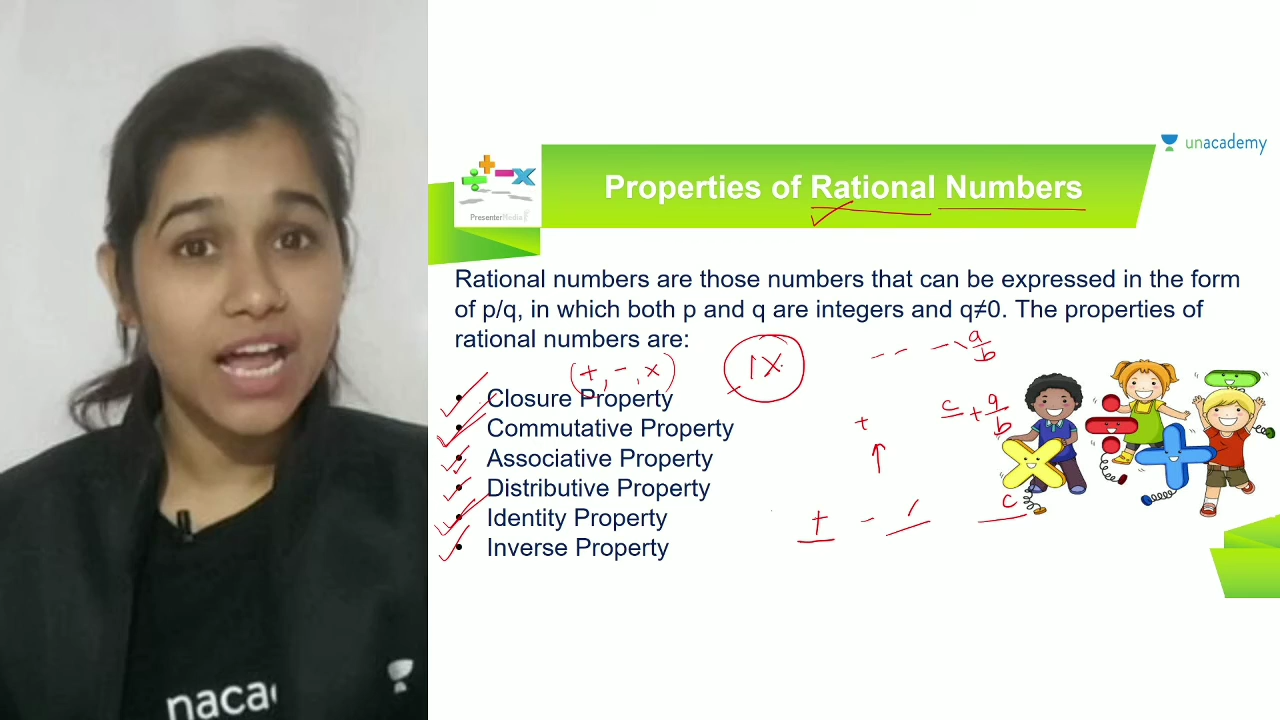 unacademy
PresenterMedia
Properties of Rational Numbers
Rational numbers are those numbers that can be expressed in the form
of p/q, in which both p and q are integers and q≠0. The properties of
rational numbers are:
(+, -, ×)
IX
a/b
• Closure Property
• Commutative Property
• Associative Property
• Distributive Property
• Identity Property
• Inverse Property
+
c + a/b
+ -
c
nacad